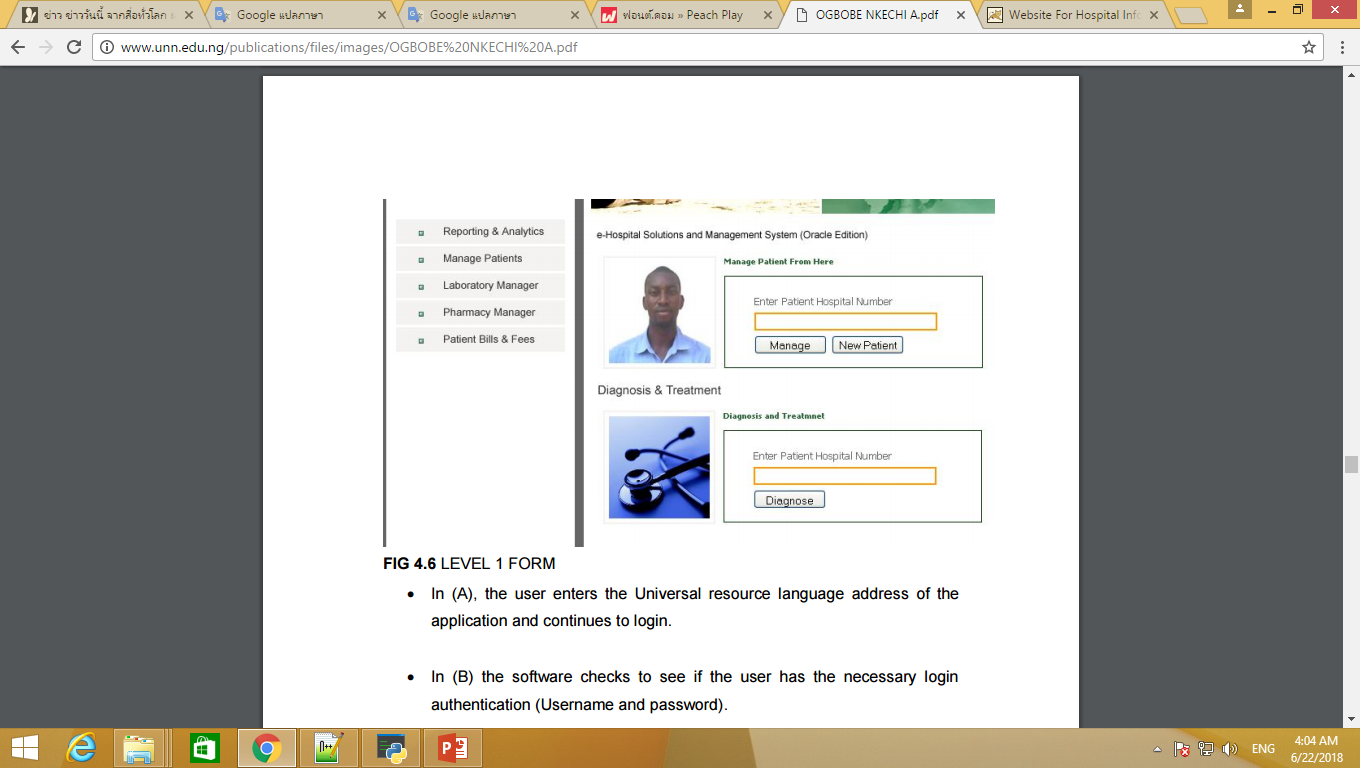 ข่าว ข่าววันนี้ จากสื่อทั่วโลก
Google แปลภาษา
Google แปลภาษา
ฟอนต์.คอม » Peach Play
OGBOBE NKECHI A.pdf
Website For Hospital Info
www.unn.edu.ng/publications/files/images/OGBOBE%20NKECHI%20A.pdf
Reporting & Analytics
Manage Patients
Laboratory Manager
Pharmacy Manager
Patient Bills & Fees
e-Hospital Solutions and Management System (Oracle Edition)
Manage Patient From Here
Enter Patient Hospital Number
Manage New Patient
Diagnosis & Treatment
Diagnosis and Treatmnet
Enter Patient Hospital Number
Diagnose
FIG 4.6 LEVEL 1 FORM
• In (A), the user enters the Universal resource language address of the
application and continues to login.
• In (B) the software checks to see if the user has the necessary login
authentication (Username and password).
ENG
4:04 AM
6/22/2018